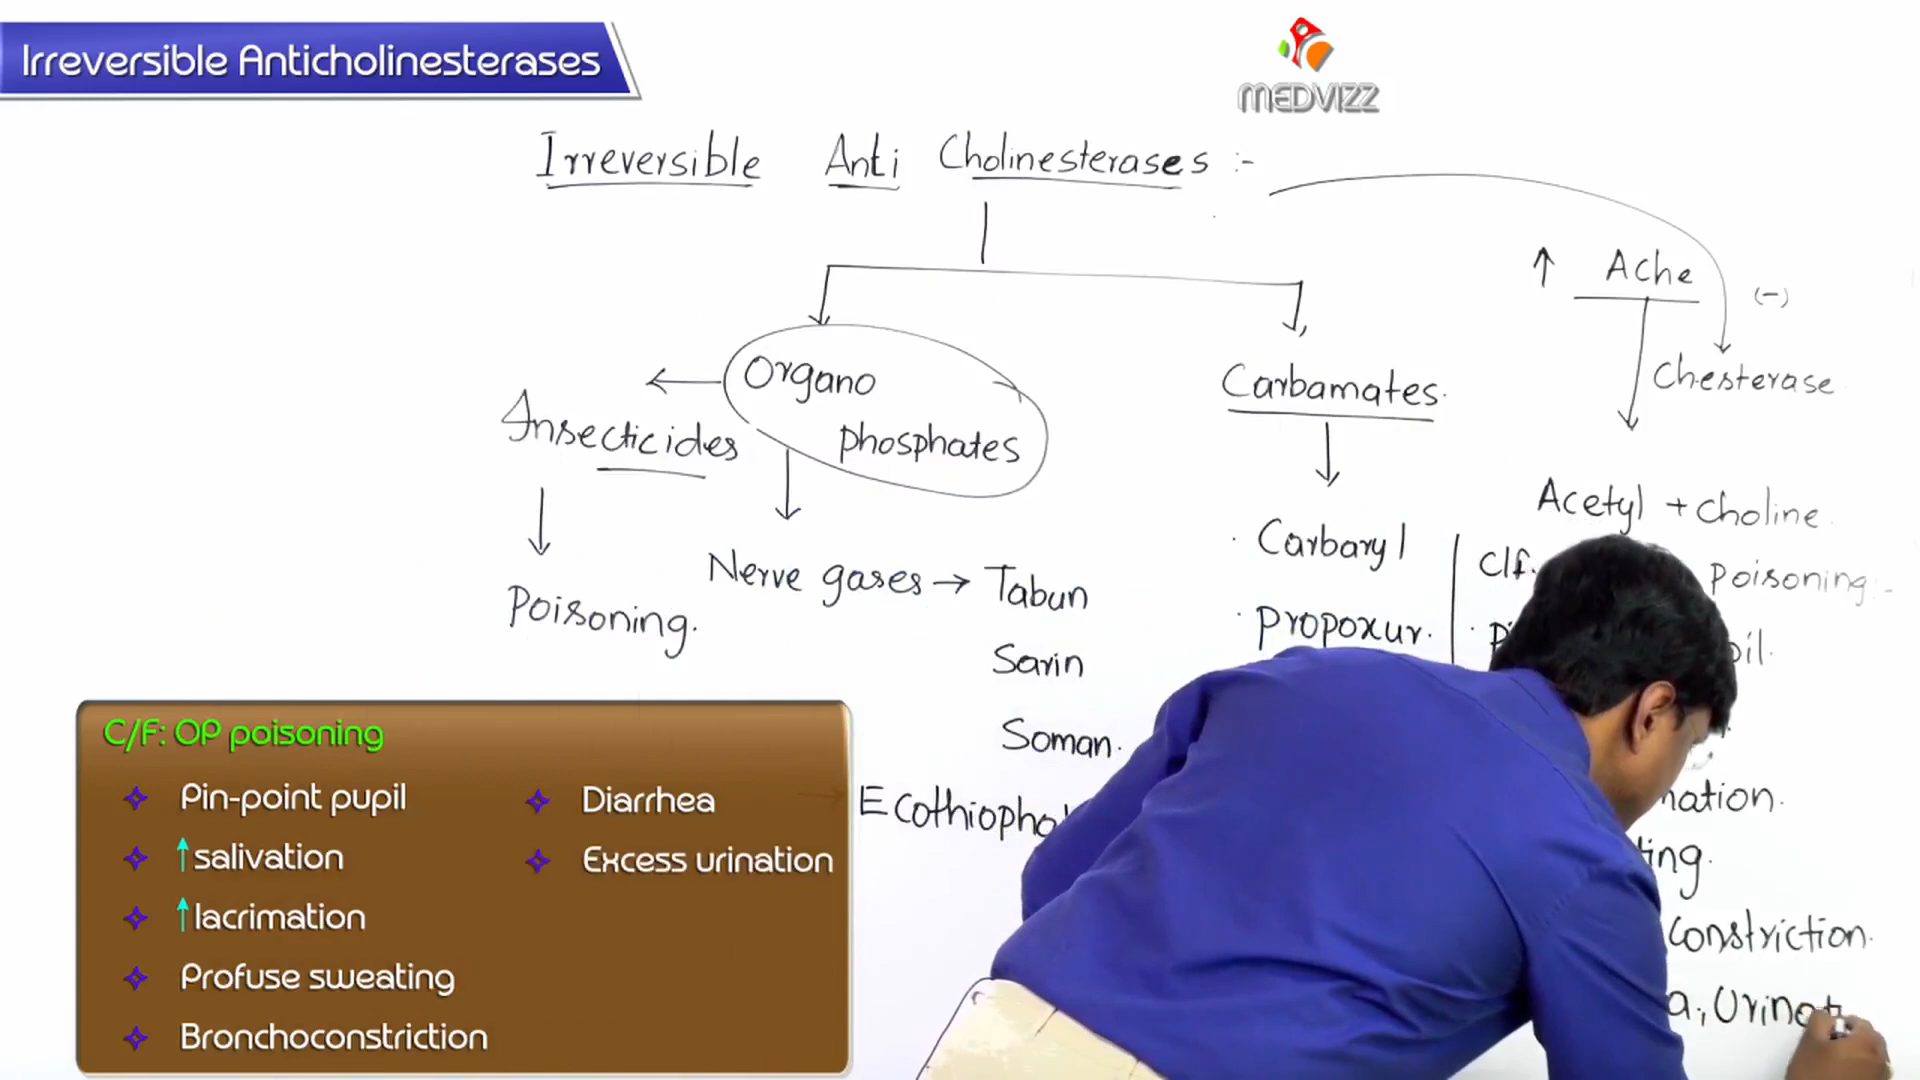 Irreversible Anticholinesterases
MEDVIZZ
Irreversible Anti Cholinesterases :-
↑ Ache
(-)
Chesterase
Organo
phosphates
Insecticides
Carbamates.
Acetyl + Choline
Nerve gases → Tabun
Sarin
Soman.
Poisoning.
· Carbaryl
· Propoxur.
Clf.
Poisoning -
Constriction.
C/F: OP poisoning
Pin-point pupil
↑salivation
↑lacrimation
Profuse sweating
Bronchoconstriction
Diarrhea
Excess urination